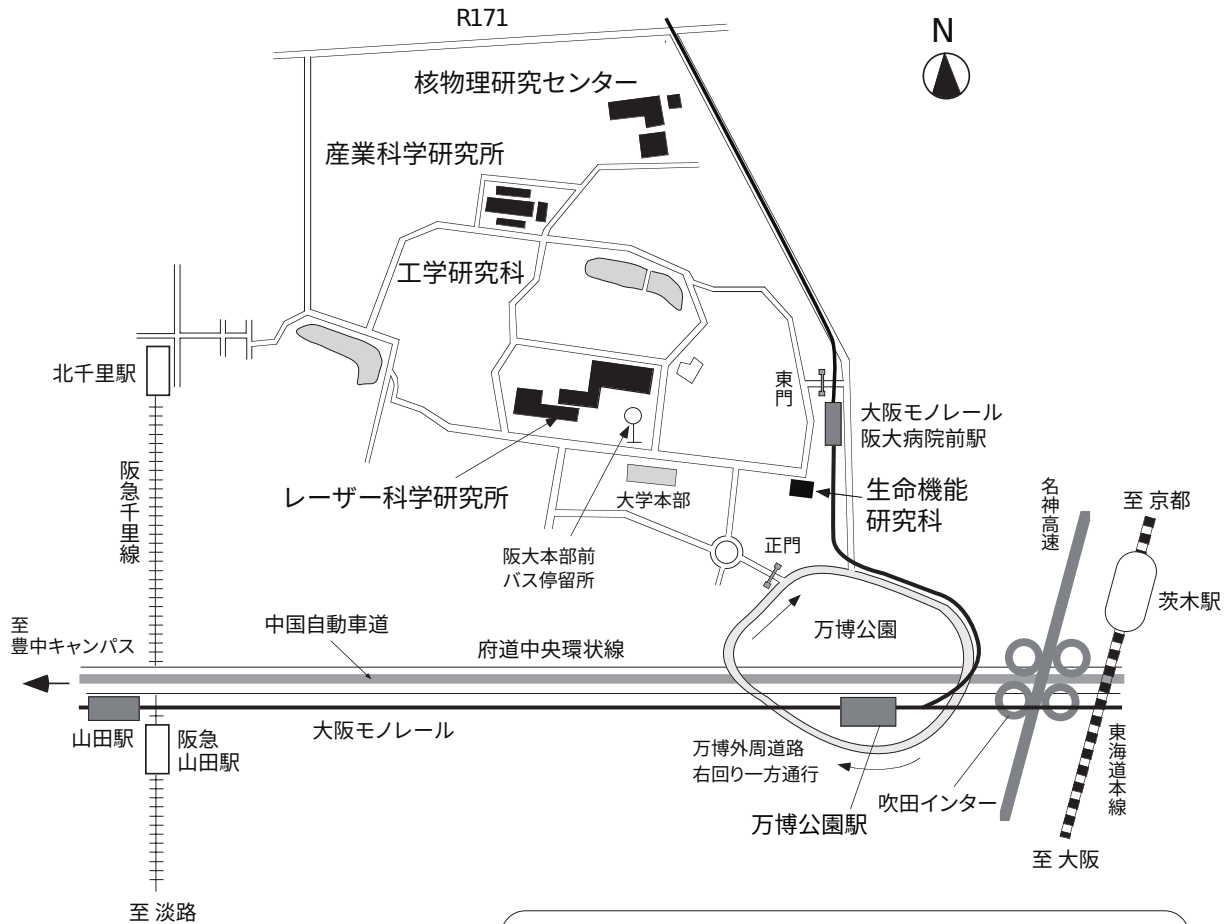 R171
N
核物理研究センター
産業科学研究所
工学研究科
北千里駅
東門
大阪モノレール
阪大病院前駅
阪急千里線
レーザー科学研究所
大学本部
生命機能
研究科
名神高速
至 京都
阪大本部前
バス停留所
正門
茨木駅
至
豊中キャンパス
中国自動車道
府道中央環状線
万博公園
山田駅
阪急
山田駅
大阪モノレール
万博外周道路
右回り一方通行
東海道本線
万博公園駅
吹田インター
至 大阪
至 淡路